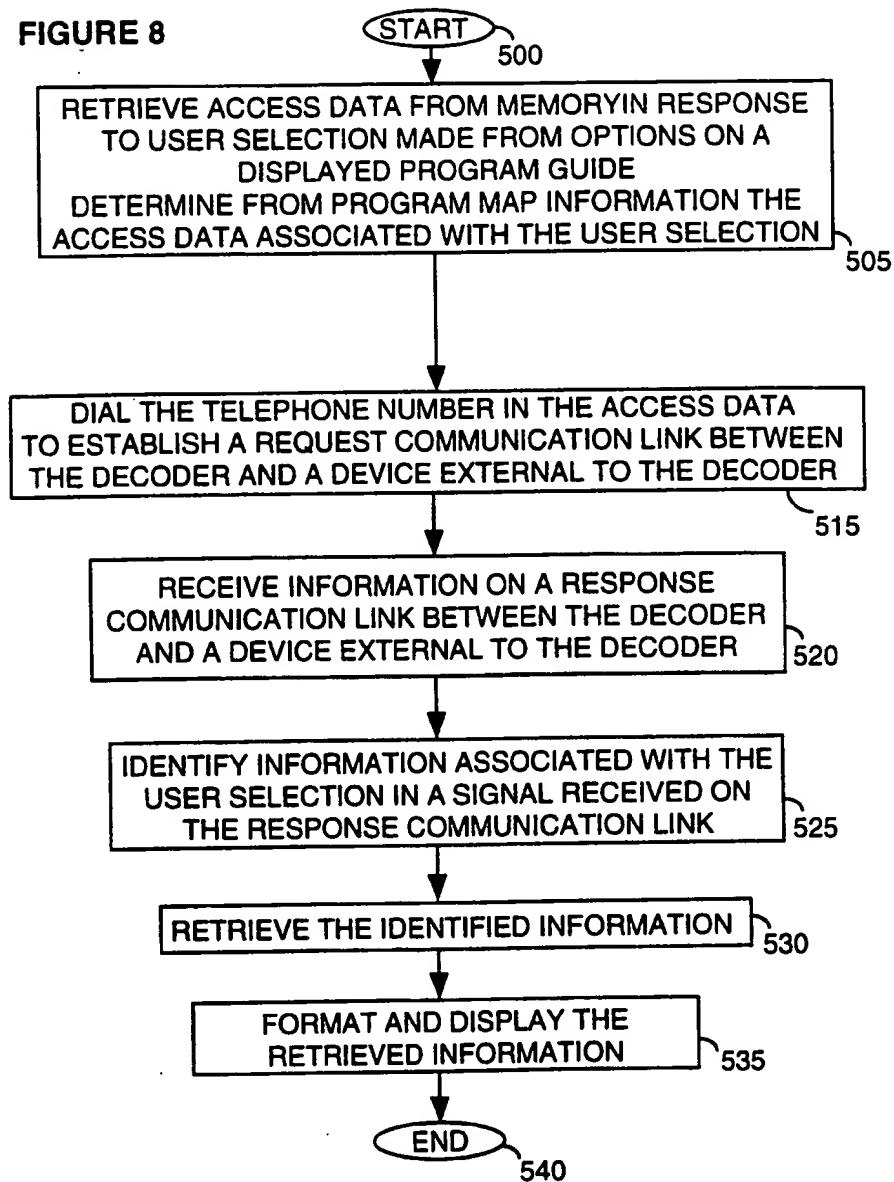 FIGURE 8
START
500
RETRIEVE ACCESS DATA FROM MEMORYIN RESPONSE
TO USER SELECTION MADE FROM OPTIONS ON A
DISPLAYED PROGRAM GUIDE
DETERMINE FROM PROGRAM MAP INFORMATION THE
ACCESS DATA ASSOCIATED WITH THE USER SELECTION
505
DIAL THE TELEPHONE NUMBER IN THE ACCESS DATA
TO ESTABLISH A REQUEST COMMUNICATION LINK BETWEEN
THE DECODER AND A DEVICE EXTERNAL TO THE DECODER
515
RECEIVE INFORMATION ON A RESPONSE
COMMUNICATION LINK BETWEEN THE DECODER
AND A DEVICE EXTERNAL TO THE DECODER
520
IDENTIFY INFORMATION ASSOCIATED WITH THE
USER SELECTION IN A SIGNAL RECEIVED ON
THE RESPONSE COMMUNICATION LINK
525
RETRIEVE THE IDENTIFIED INFORMATION
530
FORMAT AND DISPLAY THE
RETRIEVED INFORMATION
535
END
540